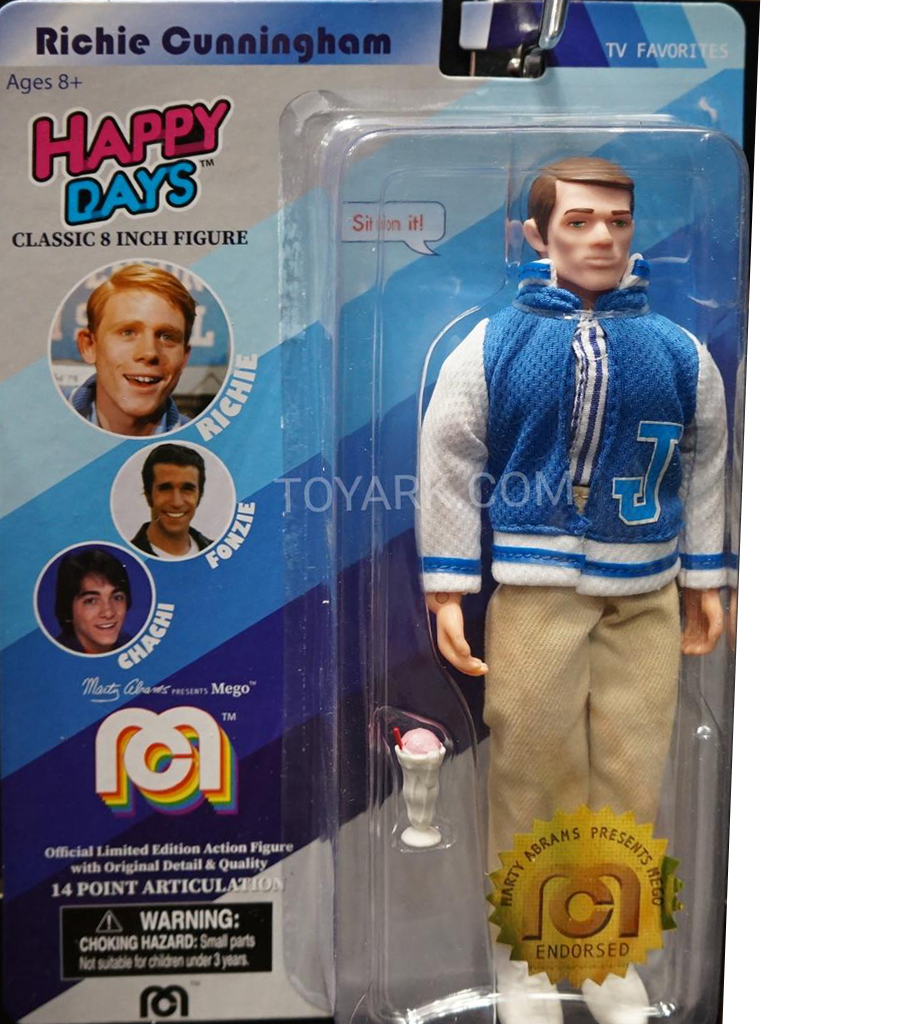 Richie Cunningham
TV FAVORITES
Ages 8+
HAPPY
DAYS™
CLASSIC 8 INCH FIGURE
Sit on it!
RICHIE
FONZIE
CHACHI
J
TOYARK.COM
Marty Abrams PRESENTS Mego™
TM
Official Limited Edition Action Figure
with Original Detail & Quality
14 POINT ARTICULATION
WARNING:
CHOKING HAZARD: Small parts
Not suitable for children under 3 years.
MARTY ABRAMS PRESENTS MEGO
ENDORSED